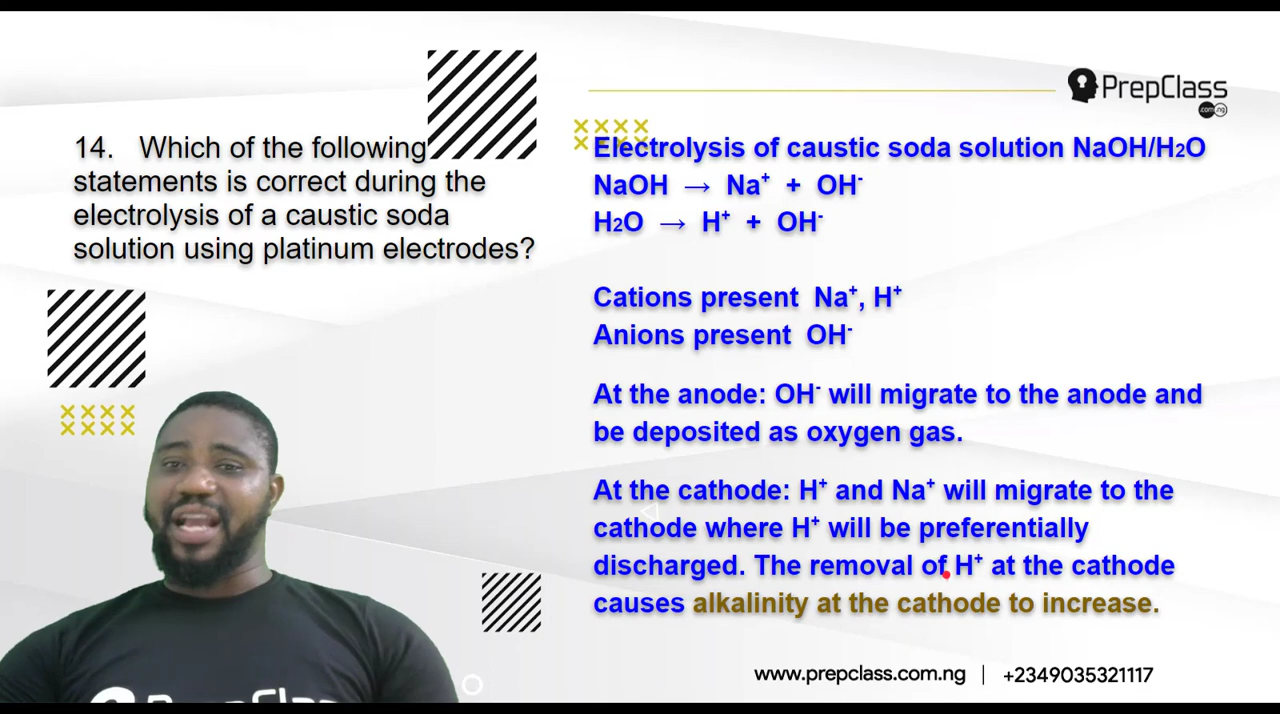 PrepClass
.com.ng
14. Which of the following
statements is correct during the
electrolysis of a caustic soda
solution using platinum electrodes?
Electrolysis of caustic soda solution NaOH/H₂O
NaOH → Na⁺ + OH⁻
H₂O → H⁺ + OH⁻
Cations present Na⁺, H⁺
Anions present OH⁻
At the anode: OH⁻ will migrate to the anode and
be deposited as oxygen gas.
At the cathode: H⁺ and Na⁺ will migrate to the
cathode where H⁺ will be preferentially
discharged. The removal of H⁺ at the cathode
causes alkalinity at the cathode to increase.
www.prepclass.com.ng | +2349035321117
PrepClass